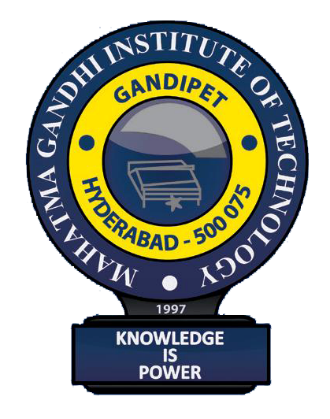 MAHATMA GANDHI INSTITUTE OF TECHNOLOGY
GANDIPET
HYDERABAD - 500 075
1997
KNOWLEDGE
IS
POWER